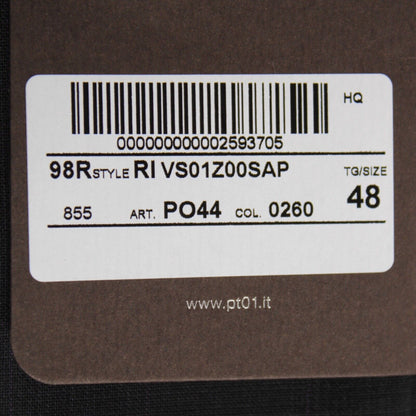 HQ
000000000002593705
98R STYLE RI VS01Z00SAP TG/SIZE
855 ART. PO44 COL. 0260 48
www.pt01.it